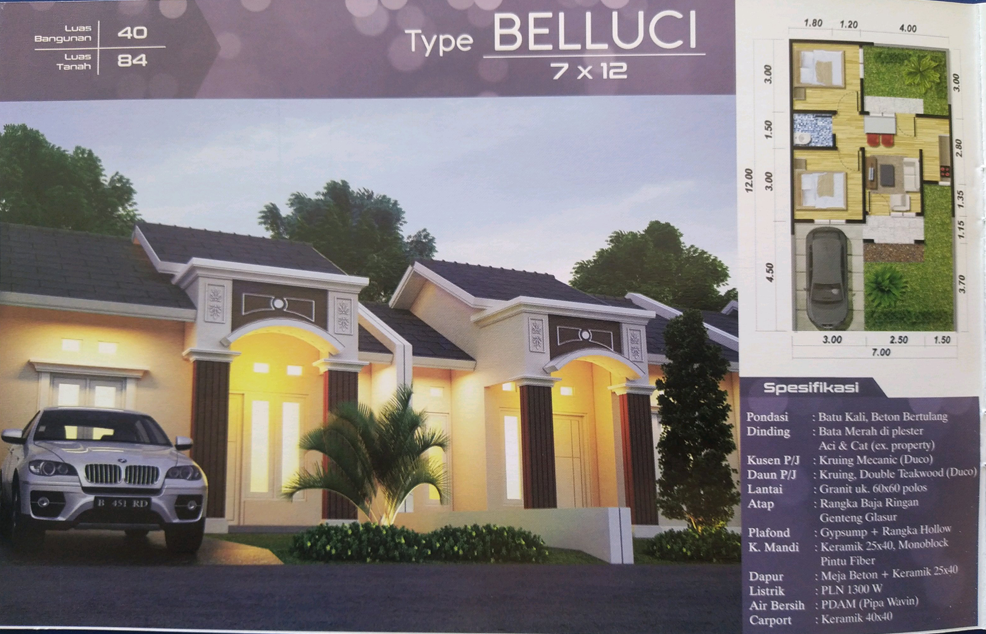 Luas Bangunan 40
Luas Tanah 84
Type BELLUCI
7 x 12
1.80 1.20 4.00
3.00
1.50
3.00
4.50
12.00
3.00
2.80
1.35
1.15
3.70
3.00 2.50 1.50
7.00
B 451 RD
Spesifikasi
Pondasi : Batu Kali, Beton Bertulang
Dinding : Bata Merah di plester
Aci & Cat (ex. property)
Kusen P/J : Kruing Mecanic (Duco)
Daun P/J : Kruing, Double Teakwood (Duco)
Lantai : Granit uk. 60x60 polos
Atap : Rangka Baja Ringan
Genteng Glasur
Plafond : Gypsump + Rangka Hollow
K. Mandi : Keramik 25x40, Monoblock
Pintu Fiber
Dapur : Meja Beton + Keramik 25x40
Listrik : PLN 1300 W
Air Bersih : PDAM (Pipa Wavin)
Carport : Keramik 40x40